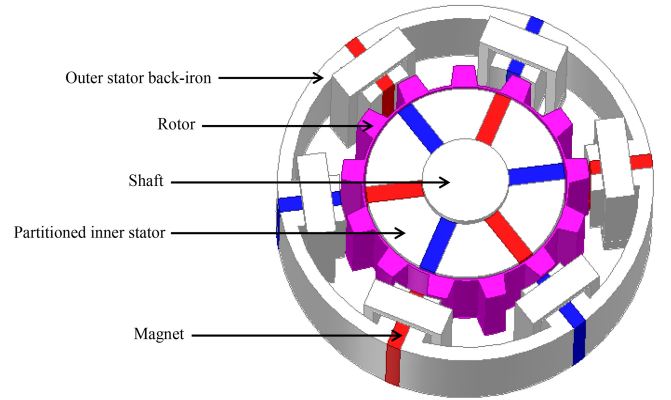 Outer stator back-iron
Rotor
Shaft
Partitioned inner stator
Magnet